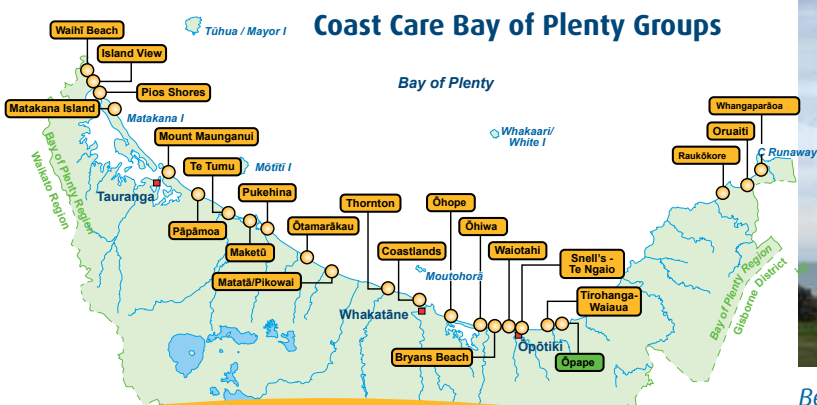 Coast Care Bay of Plenty Groups
Tūhua / Mayor I
Waihī Beach
Island View
Pios Shores
Matakana Island
Matakana I
Bay of Plenty
Whakaari/
White I
Whangaparāoa
Oruaiti
C Runaway
Raukōkore
Mount Maunganui
Mōtītī I
Te Tumu
Pukehina
Tauranga
Pāpāmoa
Maketū
Ōtamarākau
Matatā/Pikowai
Thornton
Coastlands
Moutohorā
Whakatāne
Ōhope
Ōhiwa
Waiotahi
Snell's -
Te Ngaio
Tirohanga-
Waiaua
Bryans Beach
Ōpōtiki
Ōpape
Bay of Plenty Region
Waikato Region
Bay of Plenty Region
Gisborne District